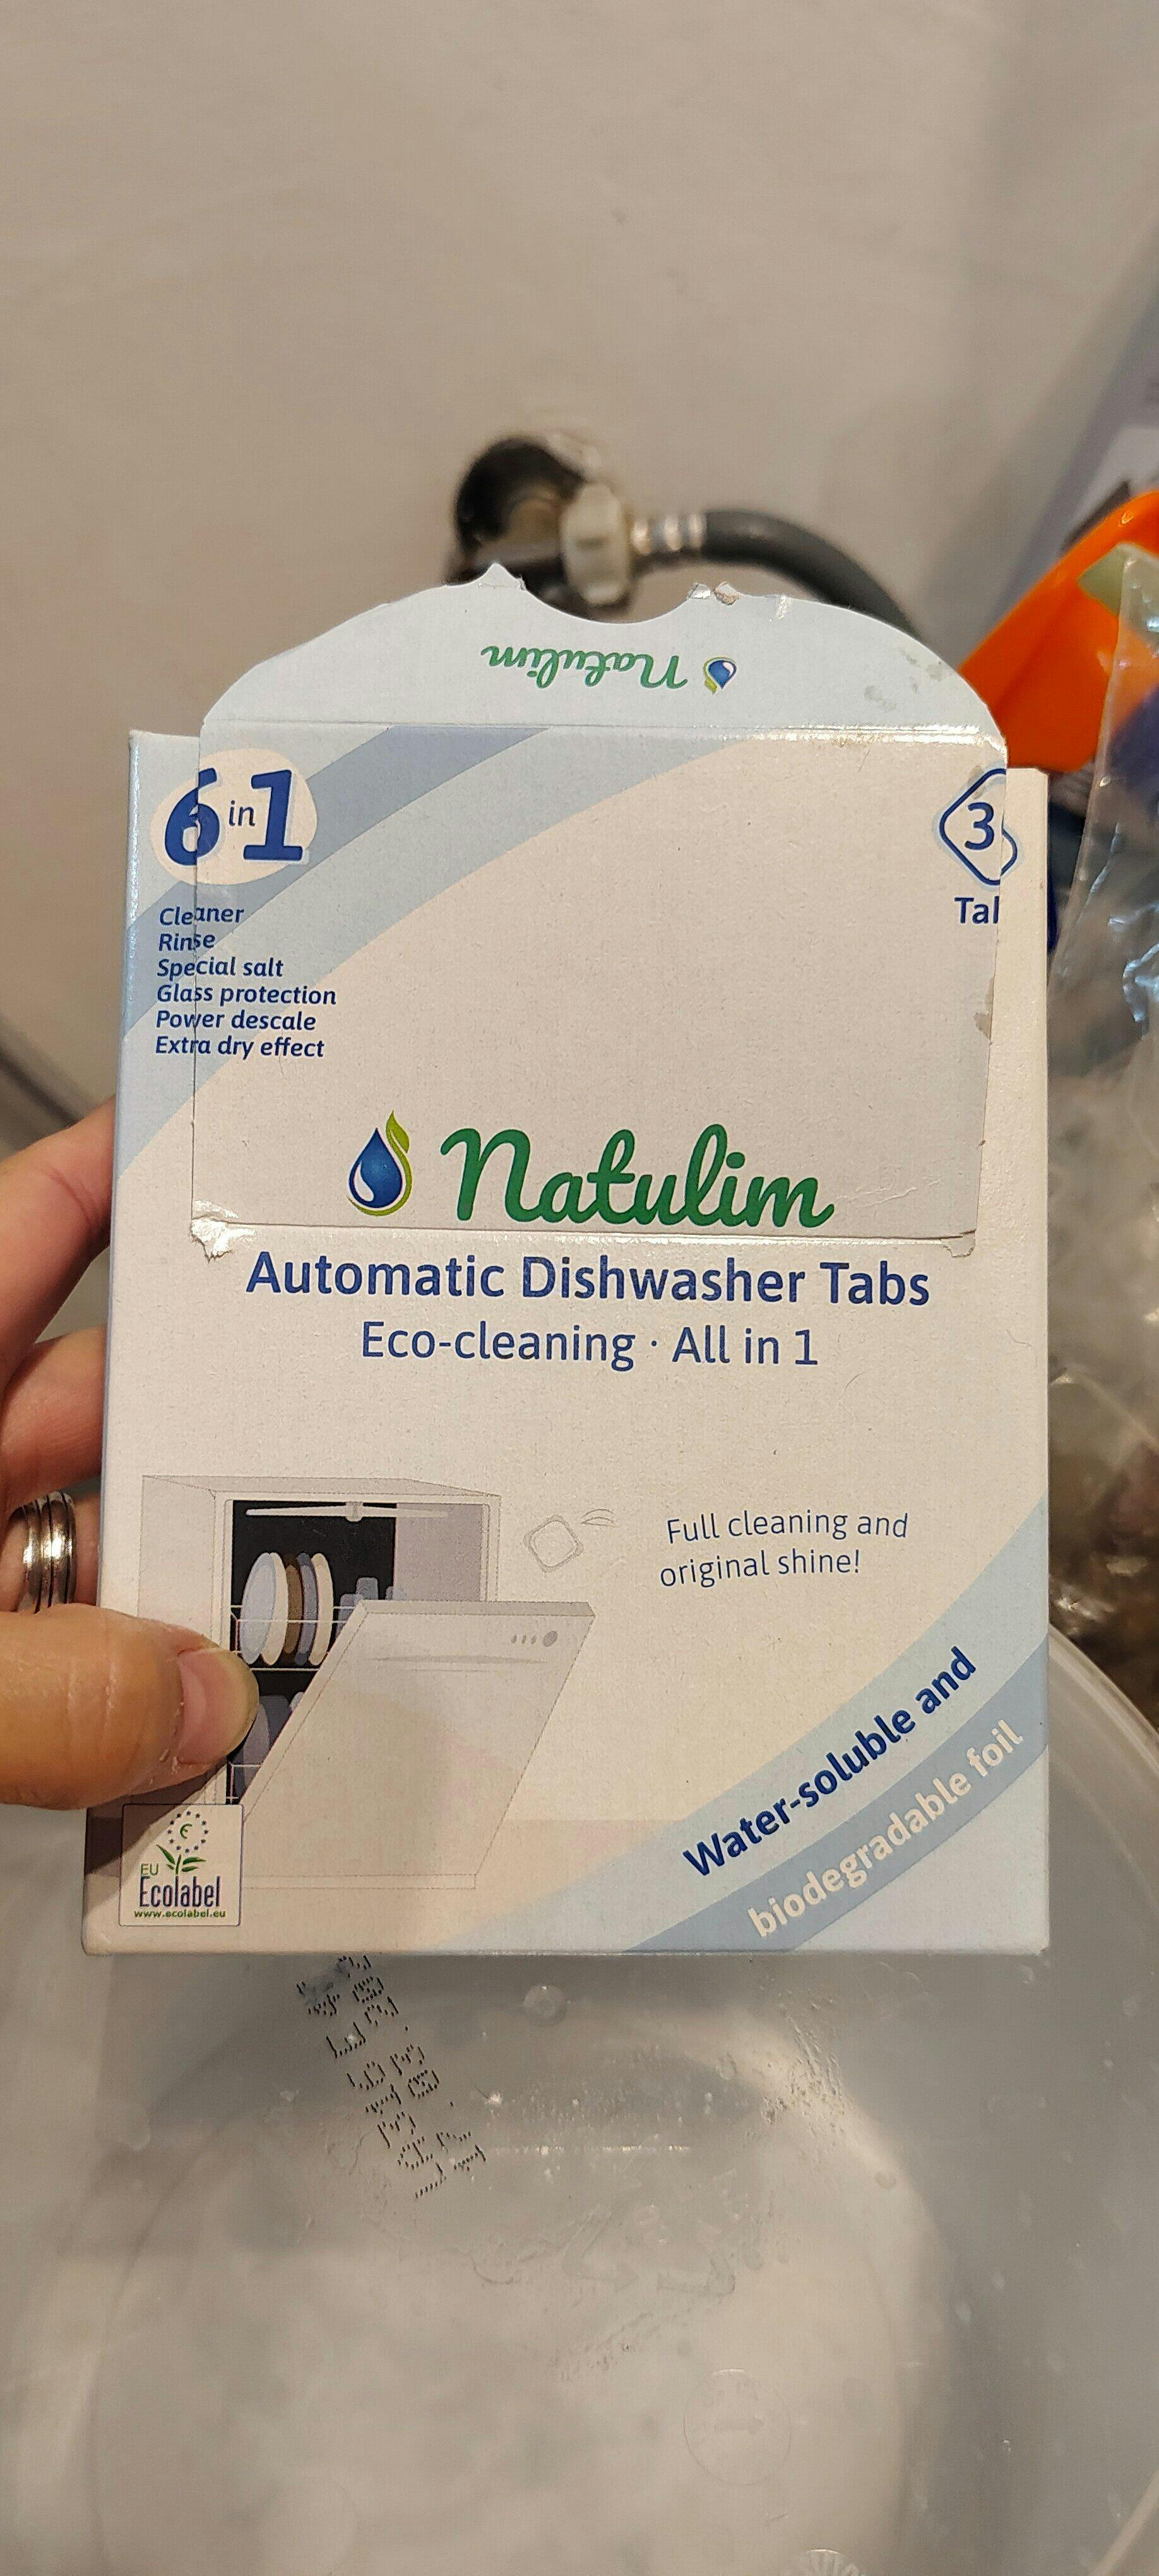 Natulim
6 in 1
Cleaner
Rinse
Special salt
Glass protection
Power descale
Extra dry effect
3
Natulim
Automatic Dishwasher Tabs
Eco-cleaning · All in 1
Full cleaning and
original shine!
Water-soluble and
biodegradable foil
EU
Ecolabel
www.ecolabel.eu